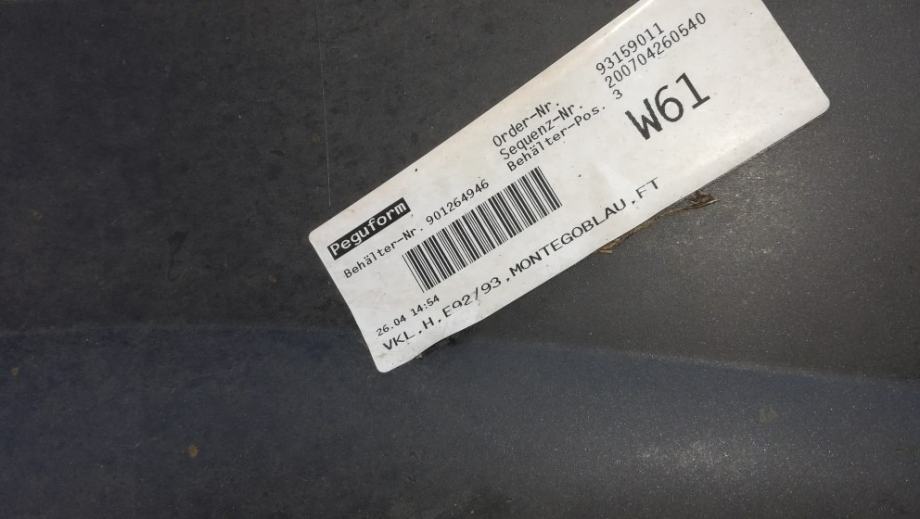 Order-Nr. 93159011
Sequenz-Nr. 200704260540
Behälter-Pos. 3
W61
Peguform
Behälter-Nr. 901264946
26.04 14:54
VKL.H.E92/93,MONTEGOBLAU,FT